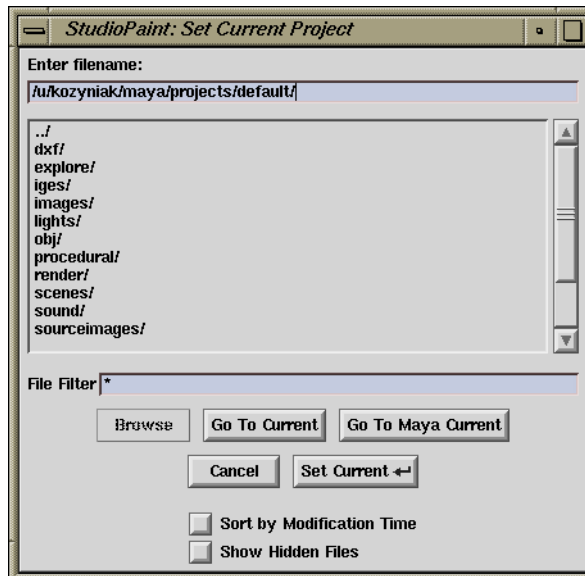 StudioPaint: Set Current Project
Enter filename:
/u/kozyniak/maya/projects/default/
../
dxf/
explore/
iges/
images/
lights/
obj/
procedural/
render/
scenes/
sound/
sourceimages/
File Filter *
Browse Go To Current Go To Maya Current
Cancel Set Current
Sort by Modification Time
Show Hidden Files